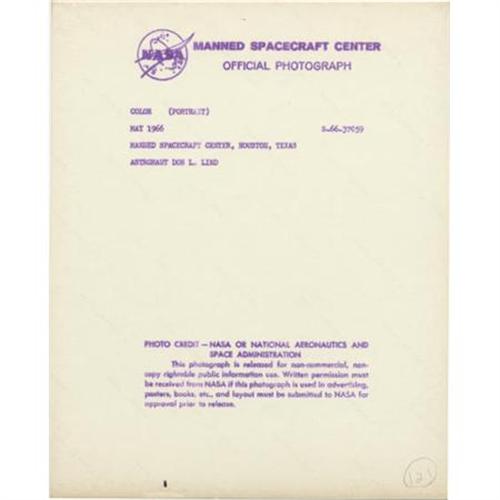 NASA
MANNED SPACECRAFT CENTER
OFFICIAL PHOTOGRAPH
COLOR (PORTRAIT)
MAY 1966 S-66-37059
MANNED SPACECRAFT CENTER, HOUSTON, TEXAS
ASTRONAUT DON L. LIND
PHOTO CREDIT — NASA OR NATIONAL AERONAUTICS AND
SPACE ADMINISTRATION
This photograph is released for non-commercial, non-
copy rightable public information use. Written permission must
be received from NASA if this photograph is used in advertising,
posters, books, etc., and layout must be submitted to NASA for
approval prior to release.
121